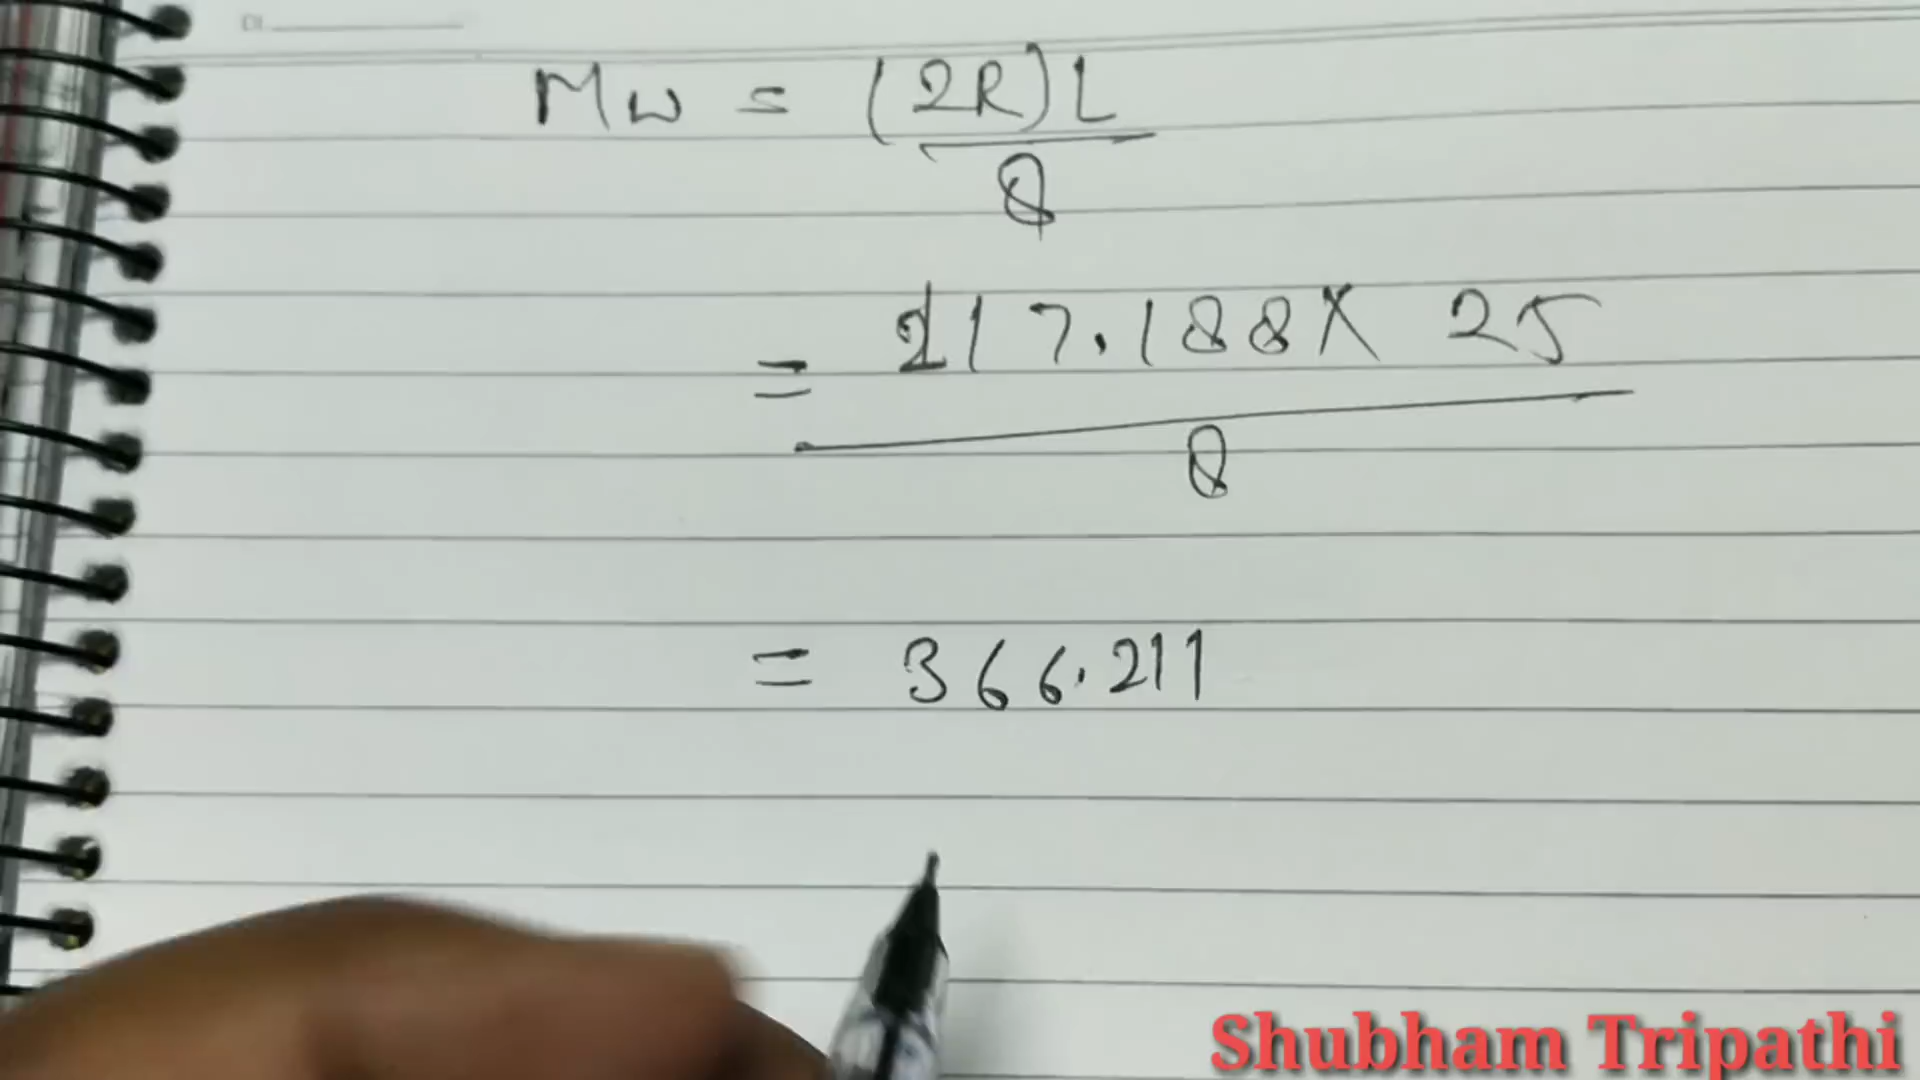 Mw = (2R)L
8
= 217.188 X 25
8
= 366.211
Shubham Tripathi